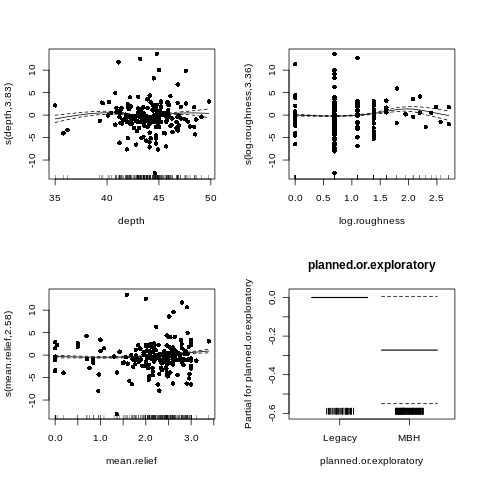 s(depth,3.83)
10
5
0
-5
-10
35 40 45 50
depth
s(log.roughness,3.36)
10
5
0
-5
-10
0.0 0.5 1.0 1.5 2.0 2.5
log.roughness
s(mean.relief,2.58)
10
5
0
-5
-10
0.0 1.0 2.0 3.0
mean.relief
planned.or.exploratory
Partial for planned.or.exploratory
0.0
-0.4
-0.6
Legacy MBH
planned.or.exploratory